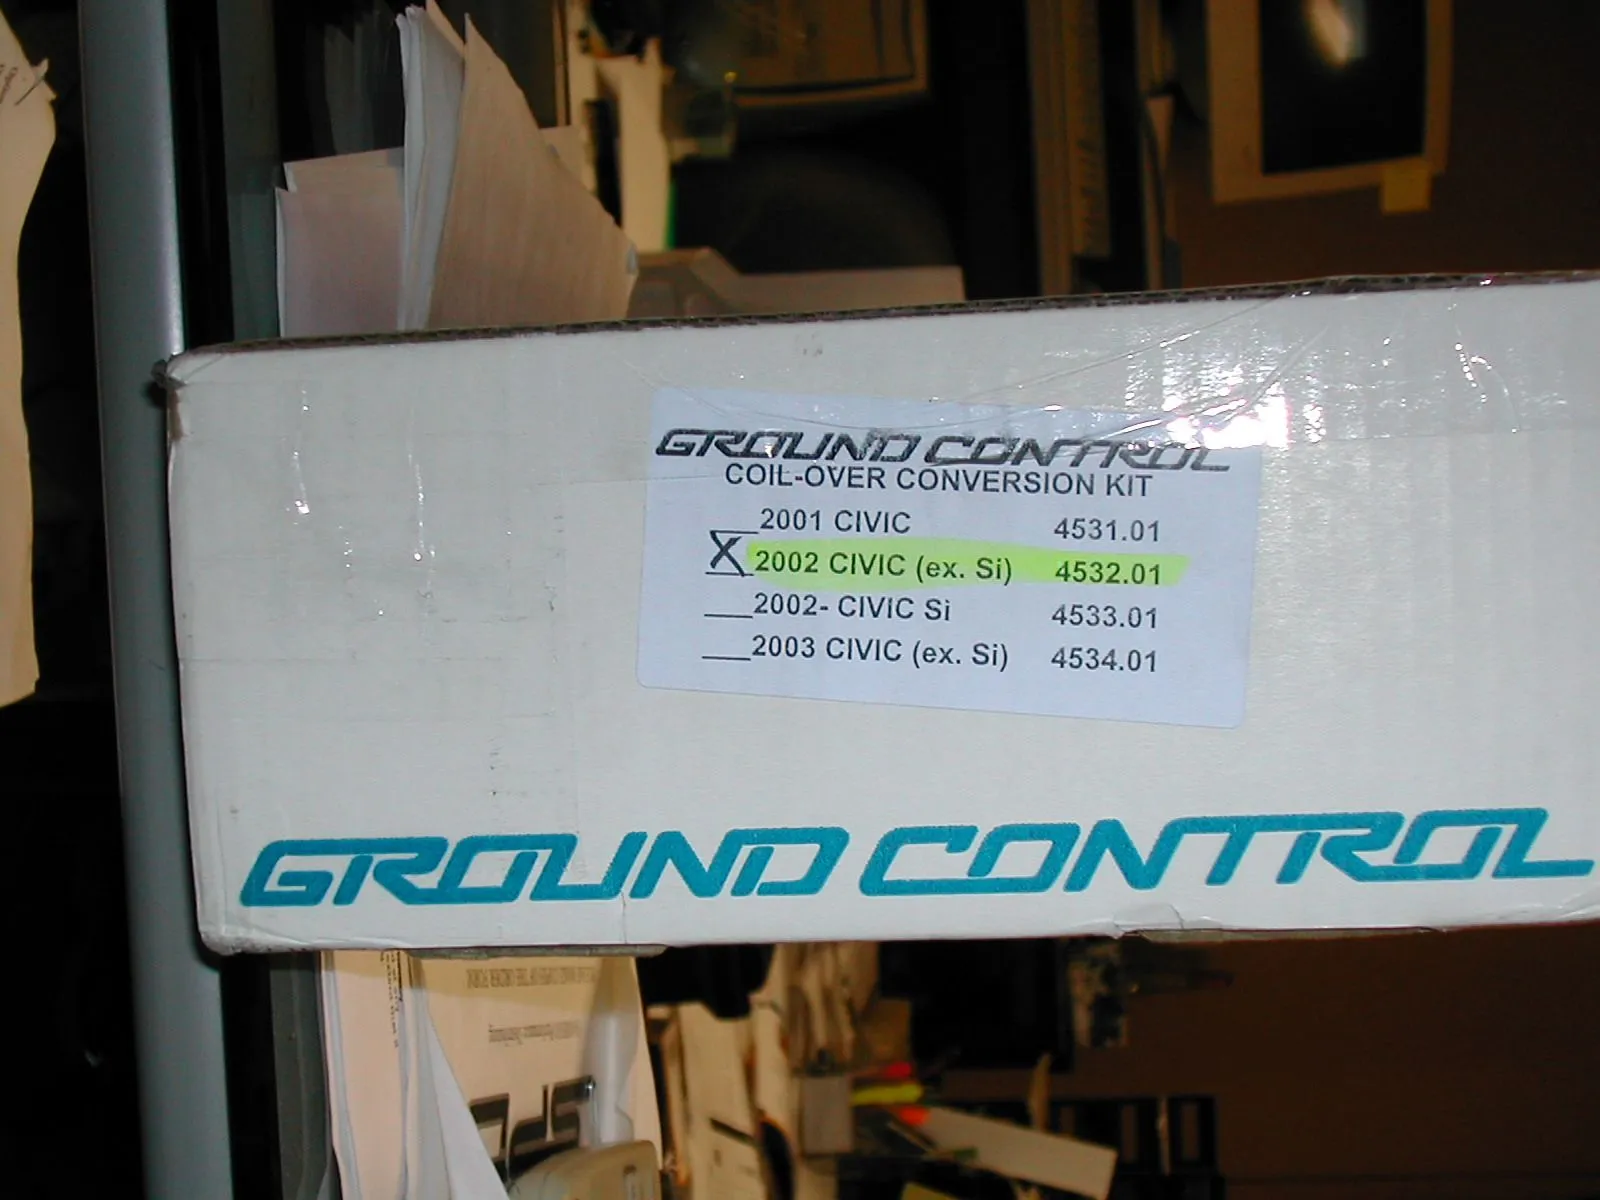 GROUND CONTROL
COIL-OVER CONVERSION KIT
___2001 CIVIC 4531.01
X 2002 CIVIC (ex. Si) 4532.01
___2002- CIVIC Si 4533.01
___2003 CIVIC (ex. Si) 4534.01
GROUND CONTROL